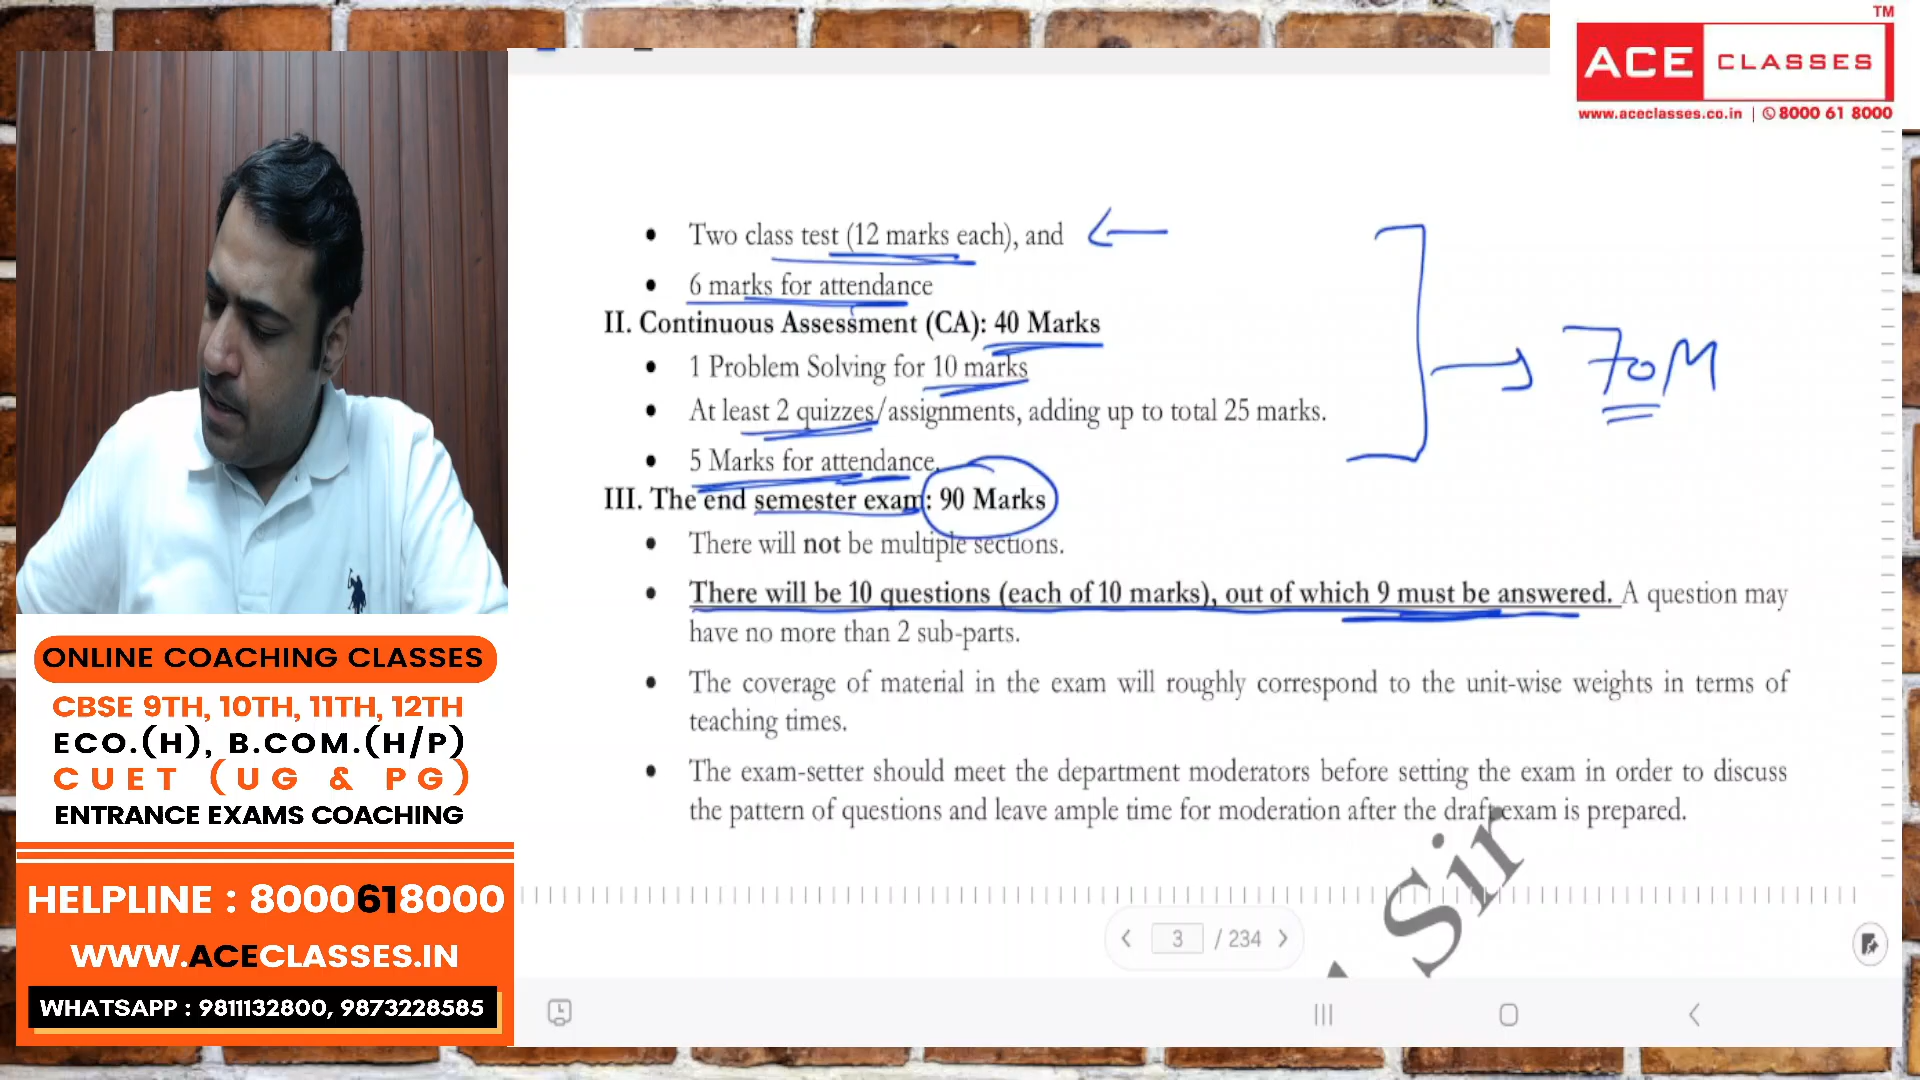 TM
ACE CLASSES
www.aceclasses.co.in | 8000 61 8000
• Two class test (12 marks each), and
• 6 marks for attendance
II. Continuous Assessment (CA): 40 Marks
• 1 Problem Solving for 10 marks
• At least 2 quizzes/assignments, adding up to total 25 marks.
• 5 Marks for attendance.
70M
III. The end semester exam: 90 Marks
• There will not be multiple sections.
• There will be 10 questions (each of 10 marks), out of which 9 must be answered. A question may
have no more than 2 sub-parts.
• The coverage of material in the exam will roughly correspond to the unit-wise weights in terms of
teaching times.
• The exam-setter should meet the department moderators before setting the exam in order to discuss
the pattern of questions and leave ample time for moderation after the draft exam is prepared.
Sir
3 / 234
ONLINE COACHING CLASSES
CBSE 9TH, 10TH, 11TH, 12TH
ECO.(H), B.COM.(H/P)
CUET (UG & PG)
ENTRANCE EXAMS COACHING
HELPLINE : 8000618000
WWW.ACECLASSES.IN
WHATSAPP : 9811132800, 9873228585